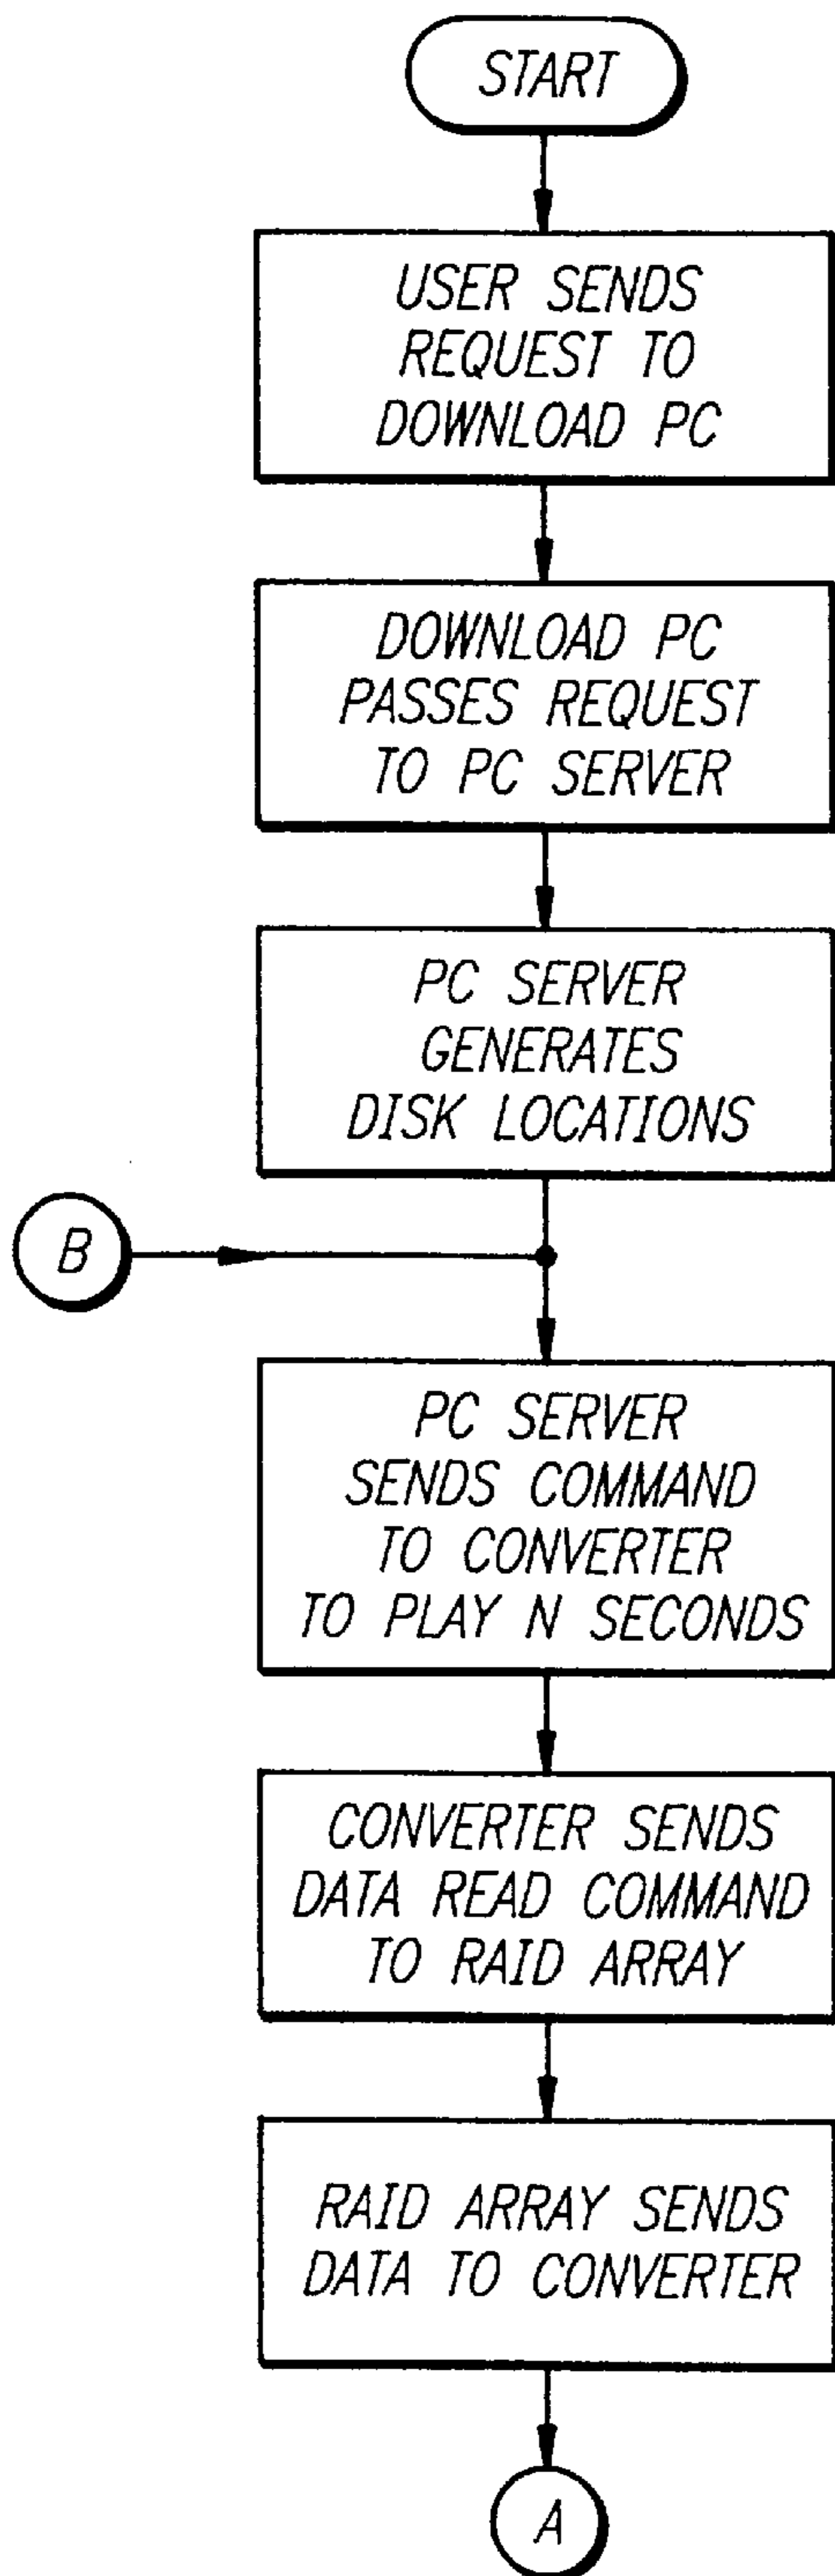 START
USER SENDS
REQUEST TO
DOWNLOAD PC
DOWNLOAD PC
PASSES REQUEST
TO PC SERVER
PC SERVER
GENERATES
DISK LOCATIONS
B
PC SERVER
SENDS COMMAND
TO CONVERTER
TO PLAY N SECONDS
CONVERTER SENDS
DATA READ COMMAND
TO RAID ARRAY
RAID ARRAY SENDS
DATA TO CONVERTER
A